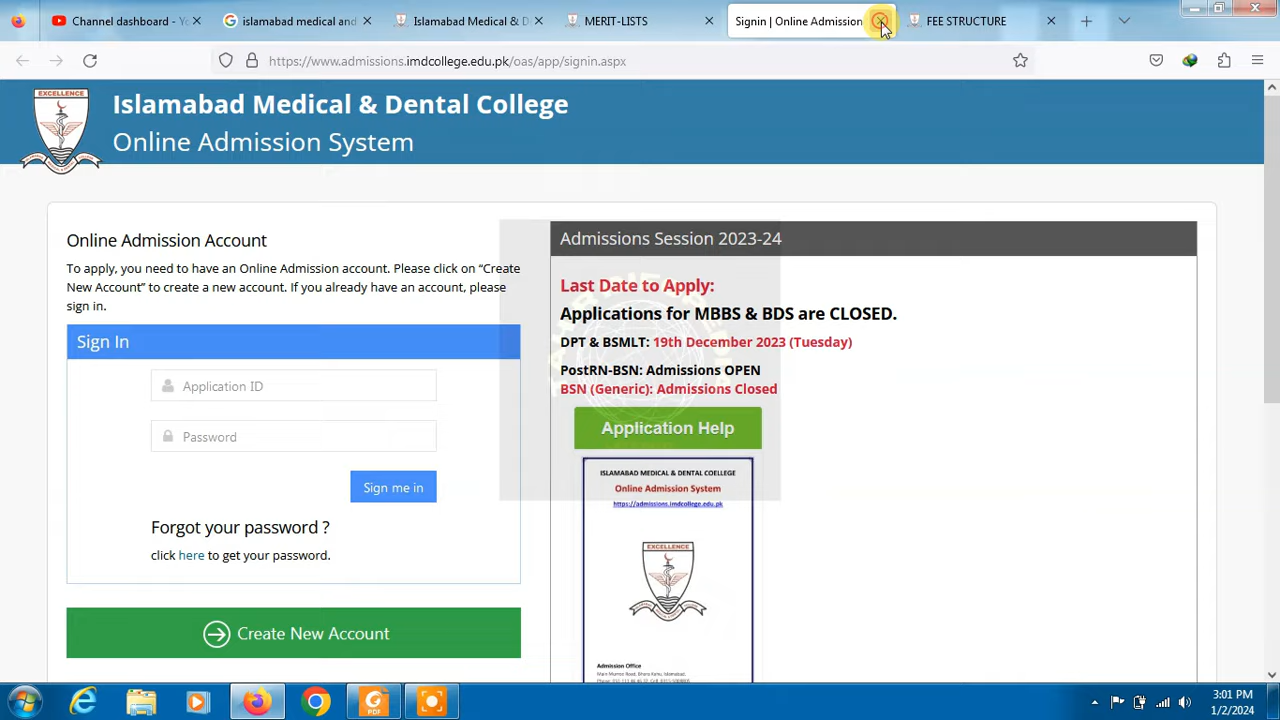 Channel dashboard - Yo
islamabad medical and
Islamabad Medical & D
MERIT-LISTS
Signin | Online Admission
FEE STRUCTURE
https://www.admissions.imdcollege.edu.pk/oas/app/signin.aspx
EXCELLENCE
Islamabad Medical & Dental College
Online Admission System
Online Admission Account
To apply, you need to have an Online Admission account. Please click on “Create
New Account” to create a new account. If you already have an account, please
sign in.
Sign In
Application ID
Password
Sign me in
Forgot your password ?
click here to get your password.
Create New Account
Admissions Session 2023-24
Last Date to Apply:
Applications for MBBS & BDS are CLOSED.
DPT & BSMLT: 19th December 2023 (Tuesday)
PostRN-BSN: Admissions OPEN
BSN (Generic): Admissions Closed
Application Help
ISLAMABAD MEDICAL & DENTAL COELLEGE
Online Admission System
https://admissions.imdcollege.edu.pk
EXCELLENCE
Admission Office
PDF
3:01 PM
1/2/2024